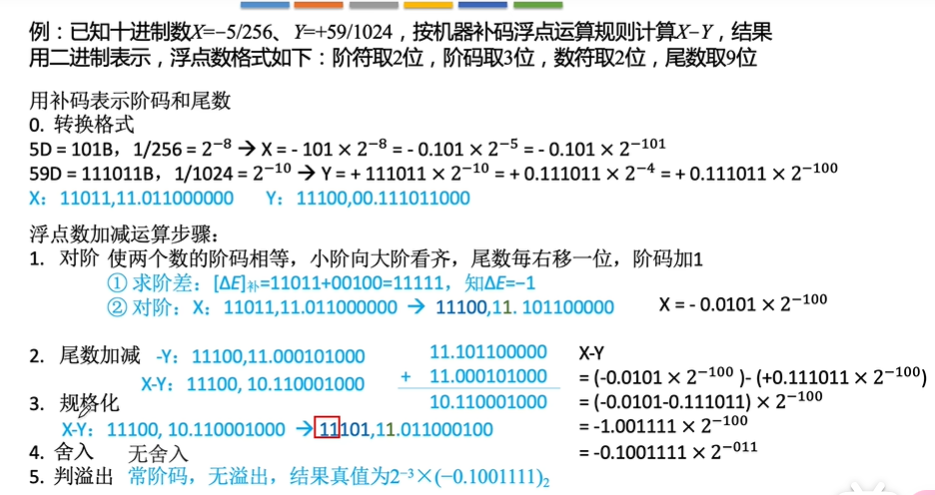 例：已知十进制数X=−5/256、Y=+59/1024，按机器补码浮点运算规则计算X−Y，结果
用二进制表示，浮点数格式如下：阶符取2位，阶码取3位，数符取2位，尾数取9位
用补码表示阶码和尾数
0. 转换格式
5D = 101B，1/256 = 2⁻⁸ → X = - 101 × 2⁻⁸ = - 0.101 × 2⁻⁵ = - 0.101 × 2⁻¹⁰¹
59D = 111011B，1/1024 = 2⁻¹⁰ → Y = + 111011 × 2⁻¹⁰ = + 0.111011 × 2⁻⁴ = + 0.111011 × 2⁻¹⁰⁰
X：11011,11.011000000 Y：11100,00.111011000
浮点数加减运算步骤：
1. 对阶 使两个数的阶码相等，小阶向大阶看齐，尾数每右移一位，阶码加1
① 求阶差：[ΔE]补=11011+00100=11111，知ΔE=−1
② 对阶：X：11011,11.011000000 → 11100,11. 101100000 X = - 0.0101 × 2⁻¹⁰⁰
2. 尾数加减 -Y：11100,11.000101000
X-Y：11100, 10.110001000
11.101100000
+ 11.000101000
10.110001000
X-Y
= (-0.0101 × 2⁻¹⁰⁰ )- (+0.111011 × 2⁻¹⁰⁰)
= (-0.0101-0.111011) × 2⁻¹⁰⁰
= -1.001111 × 2⁻¹⁰⁰
= -0.1001111 × 2⁻⁰¹¹
3. 规格化
X-Y：11100, 10.110001000 → 11101,11.011000100
4. 舍入 无舍入
5. 判溢出 常阶码，无溢出，结果真值为2⁻³×(−0.1001111)₂